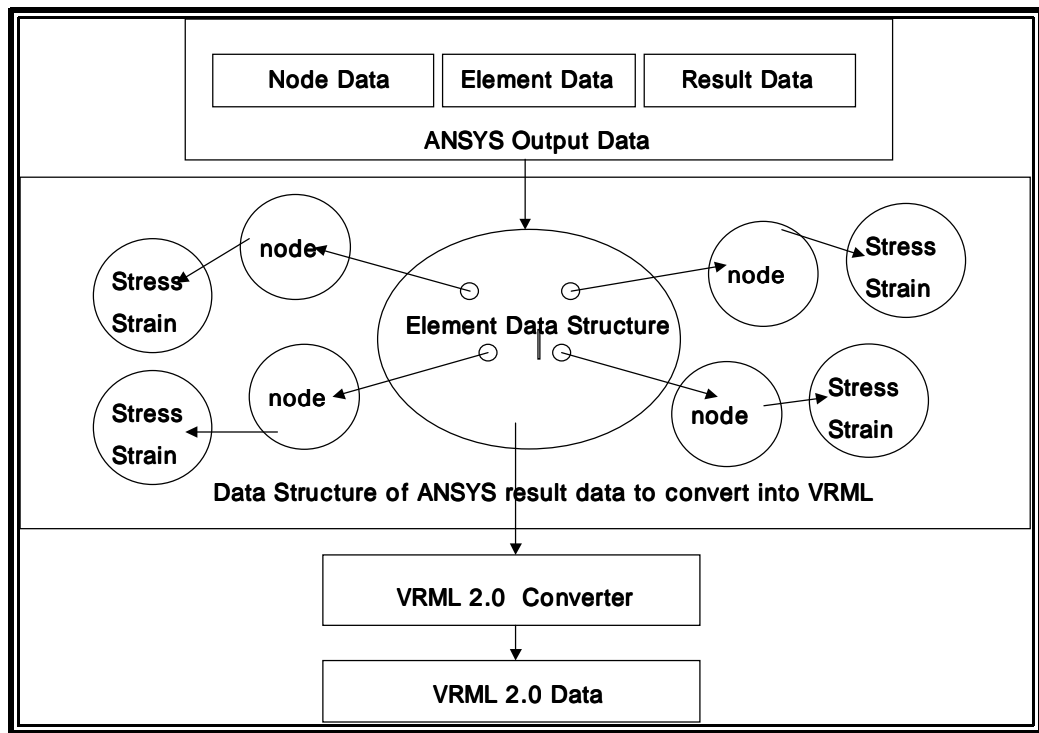 Node Data
Element Data
Result Data
ANSYS Output Data
node
Stress
Strain
node
Stress
Strain
Element Data Structure
node
Stress
Strain
node
Stress
Strain
Data Structure of ANSYS result data to convert into VRML
VRML 2.0 Converter
VRML 2.0 Data